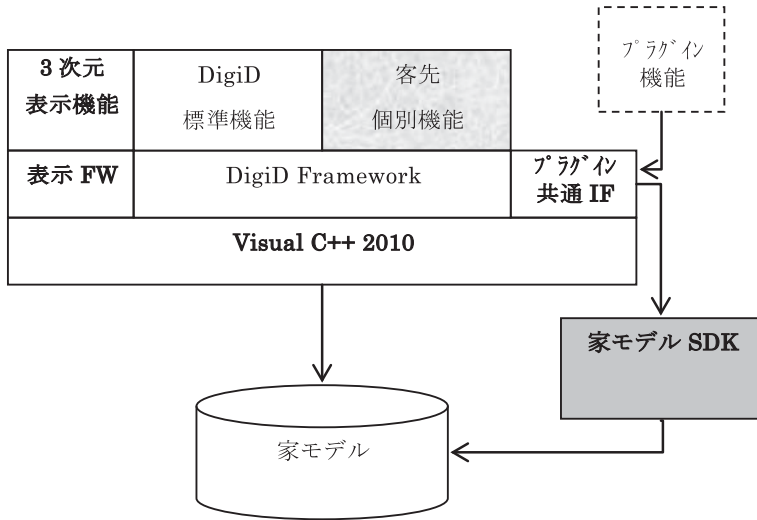 3 次元
表示機能
DigiD
標準機能
客先
個別機能
プラグイン
機能
表示 FW
DigiD Framework
プラグイン
共通 IF
Visual C++ 2010
家モデル SDK
家モデル